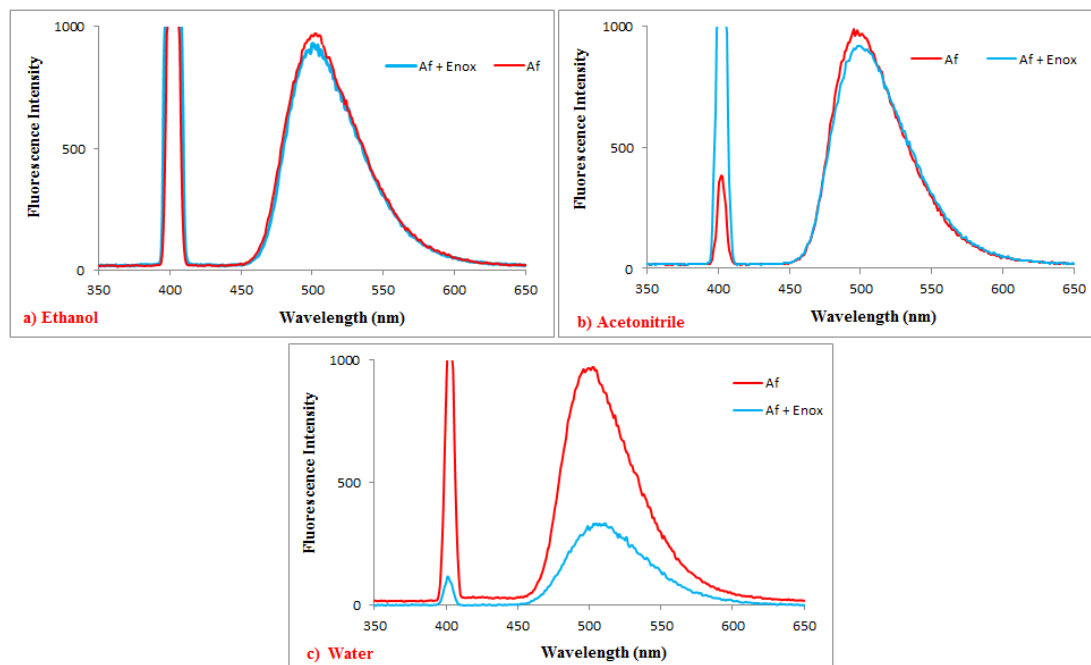 1000
500
0
Fluorescence Intensity
Af + Enox
Af
350 400 450 500 550 600 650
Wavelength (nm)
a) Ethanol
1000
500
0
Fluorescence Intensity
Af
Af + Enox
350 400 450 500 550 600 650
Wavelength (nm)
b) Acetonitrile
1000
500
0
Fluorescence Intensity
Af
Af + Enox
350 400 450 500 550 600 650
Wavelength (nm)
c) Water